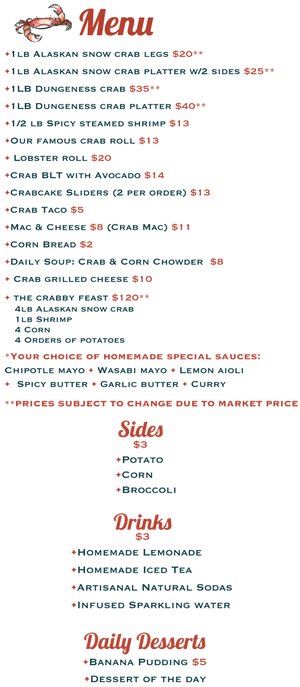 Menu
+1lb Alaskan snow crab legs $20**
+1lb Alaskan snow crab platter w/2 sides $25**
+1LB Dungeness crab $35**
+1LB Dungeness crab platter $40**
+1/2 lb Spicy steamed shrimp $13
+Our famous crab roll $13
+ Lobster roll $20
+Crab BLT with Avocado $14
+Crabcake Sliders (2 per order) $13
+Crab Taco $5
+Mac & Cheese $8 (Crab Mac) $11
+Corn Bread $2
+Daily Soup: Crab & Corn Chowder $8
+ Crab grilled cheese $10
+ the crabby feast $120**
4lb Alaskan snow crab
1lb Shrimp
4 Corn
4 Orders of potatoes
*Your choice of homemade special sauces:
Chipotle mayo + Wasabi mayo + Lemon aioli
+ Spicy butter + Garlic butter + Curry
**prices subject to change due to market price
Sides
$3
+Potato
+Corn
+Broccoli
Drinks
$3
+Homemade Lemonade
+Homemade Iced Tea
+Artisanal Natural Sodas
+Infused Sparkling water
Daily Desserts
+Banana Pudding $5
+Dessert of the day